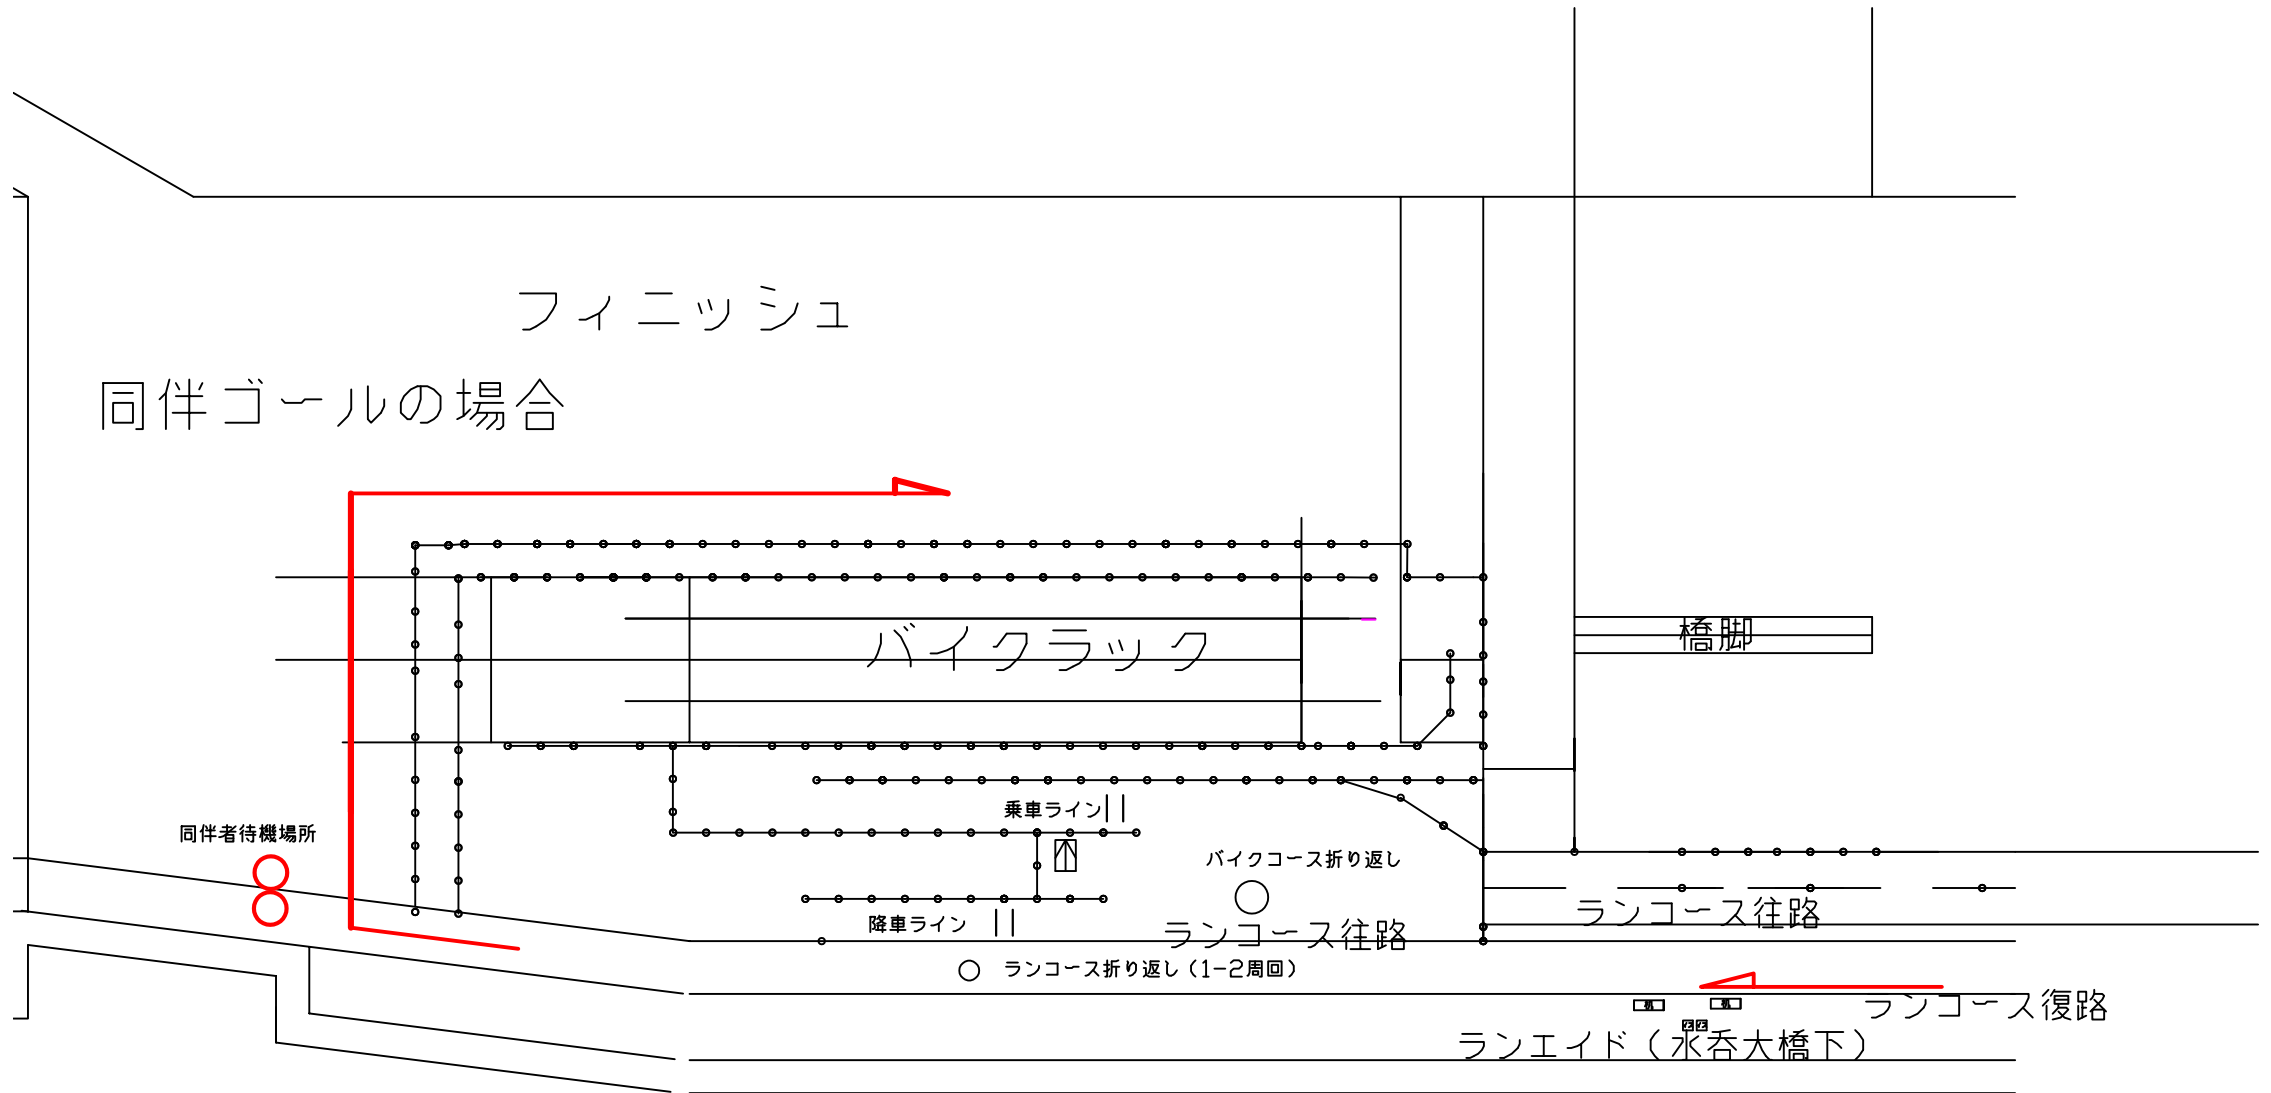 フィニッシュ
同伴ゴールの場合
バイクラック
橋脚
乗車ライン
同伴者待機場所
バイクコース折り返し
降車ライン
ランコース往路
ランコース往路
ランコース折り返し（1-2周回）
机
机
ランコース復路
ランエイド（水呑大橋下）